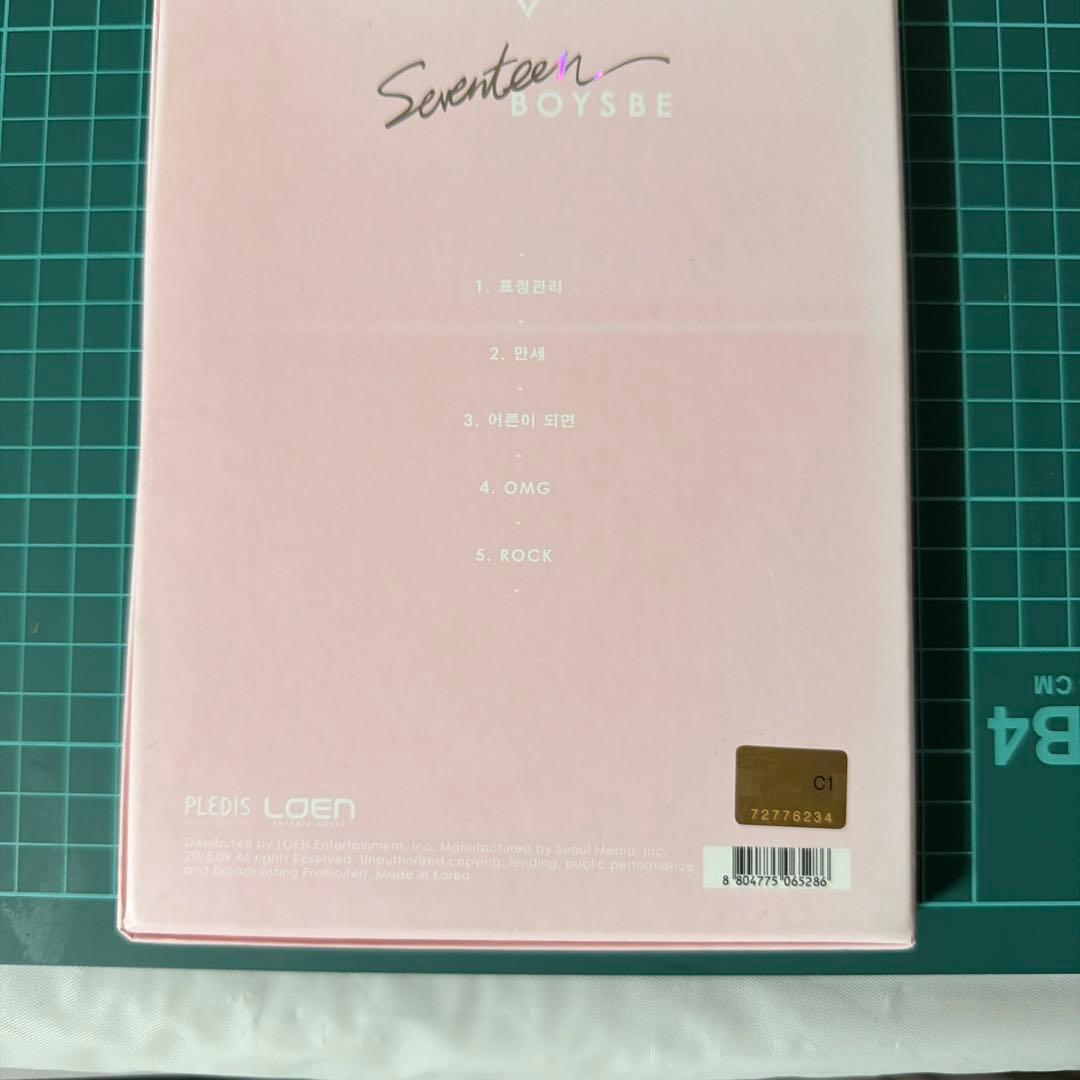 Seventeen
BOYSBE
1. 표정관리
2. 만세
3. 어른이 되면
4. OMG
5. ROCK
C1
72776234
PLEDIS LOEN
Distributed by LOEN Entertainment, Inc. Manufactured by Seoul Media, Inc.
2015.09 All rights Reserved. Unauthorized copying, lending, public performance
and broadcasting Prohibited. Made in Korea.
8 804775 065286
CM
B4